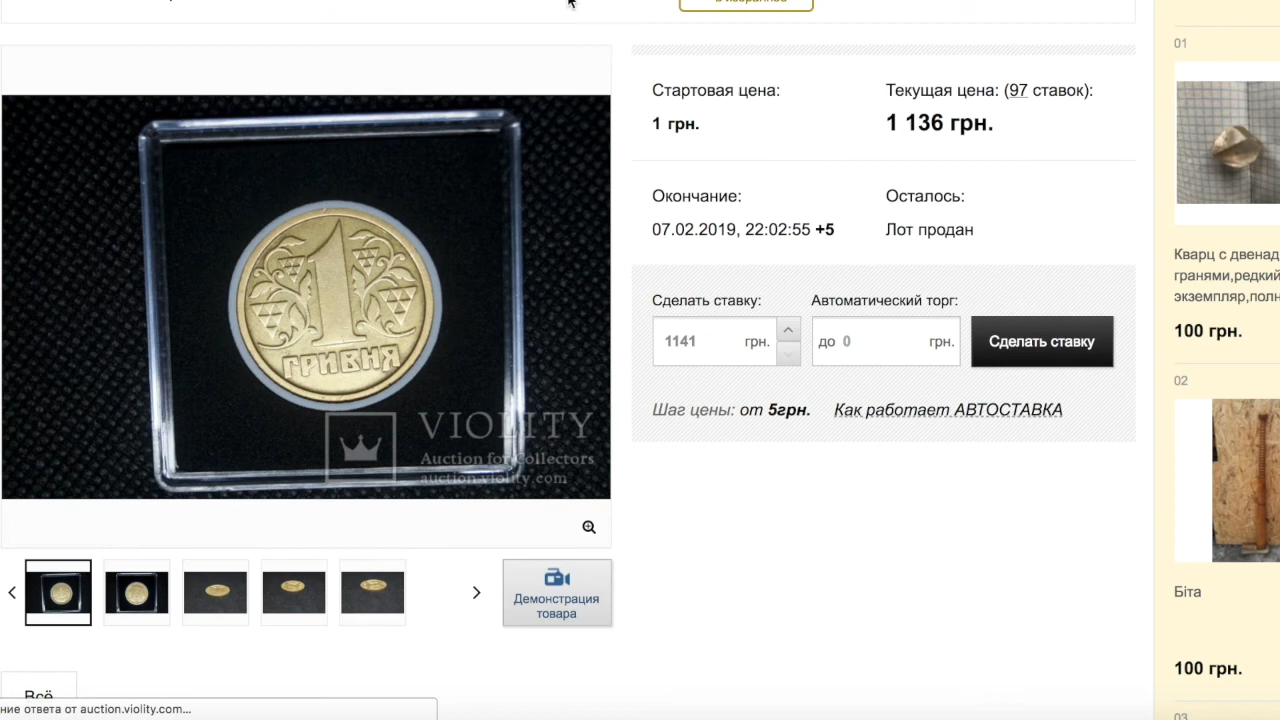 Стартовая цена:
Текущая цена: (97 ставок):
1 грн.
1 136 грн.
Окончание:
Осталось:
07.02.2019, 22:02:55 +5
Лот продан
Сделать ставку:
Автоматический торг:
1141 грн.
до 0 грн.
Сделать ставку
Шаг цены: от 5грн.
Как работает АВТОСТАВКА
1
ГРИВНЯ
VIOLITY
Auction for Collectors
auction.violity.com
Демонстрация
товара
Всё
ние ответа от auction.violity.com...
01
Кварц с двенад
гранями,редкий
экземпляр,полн
100 грн.
02
Біта
100 грн.
03